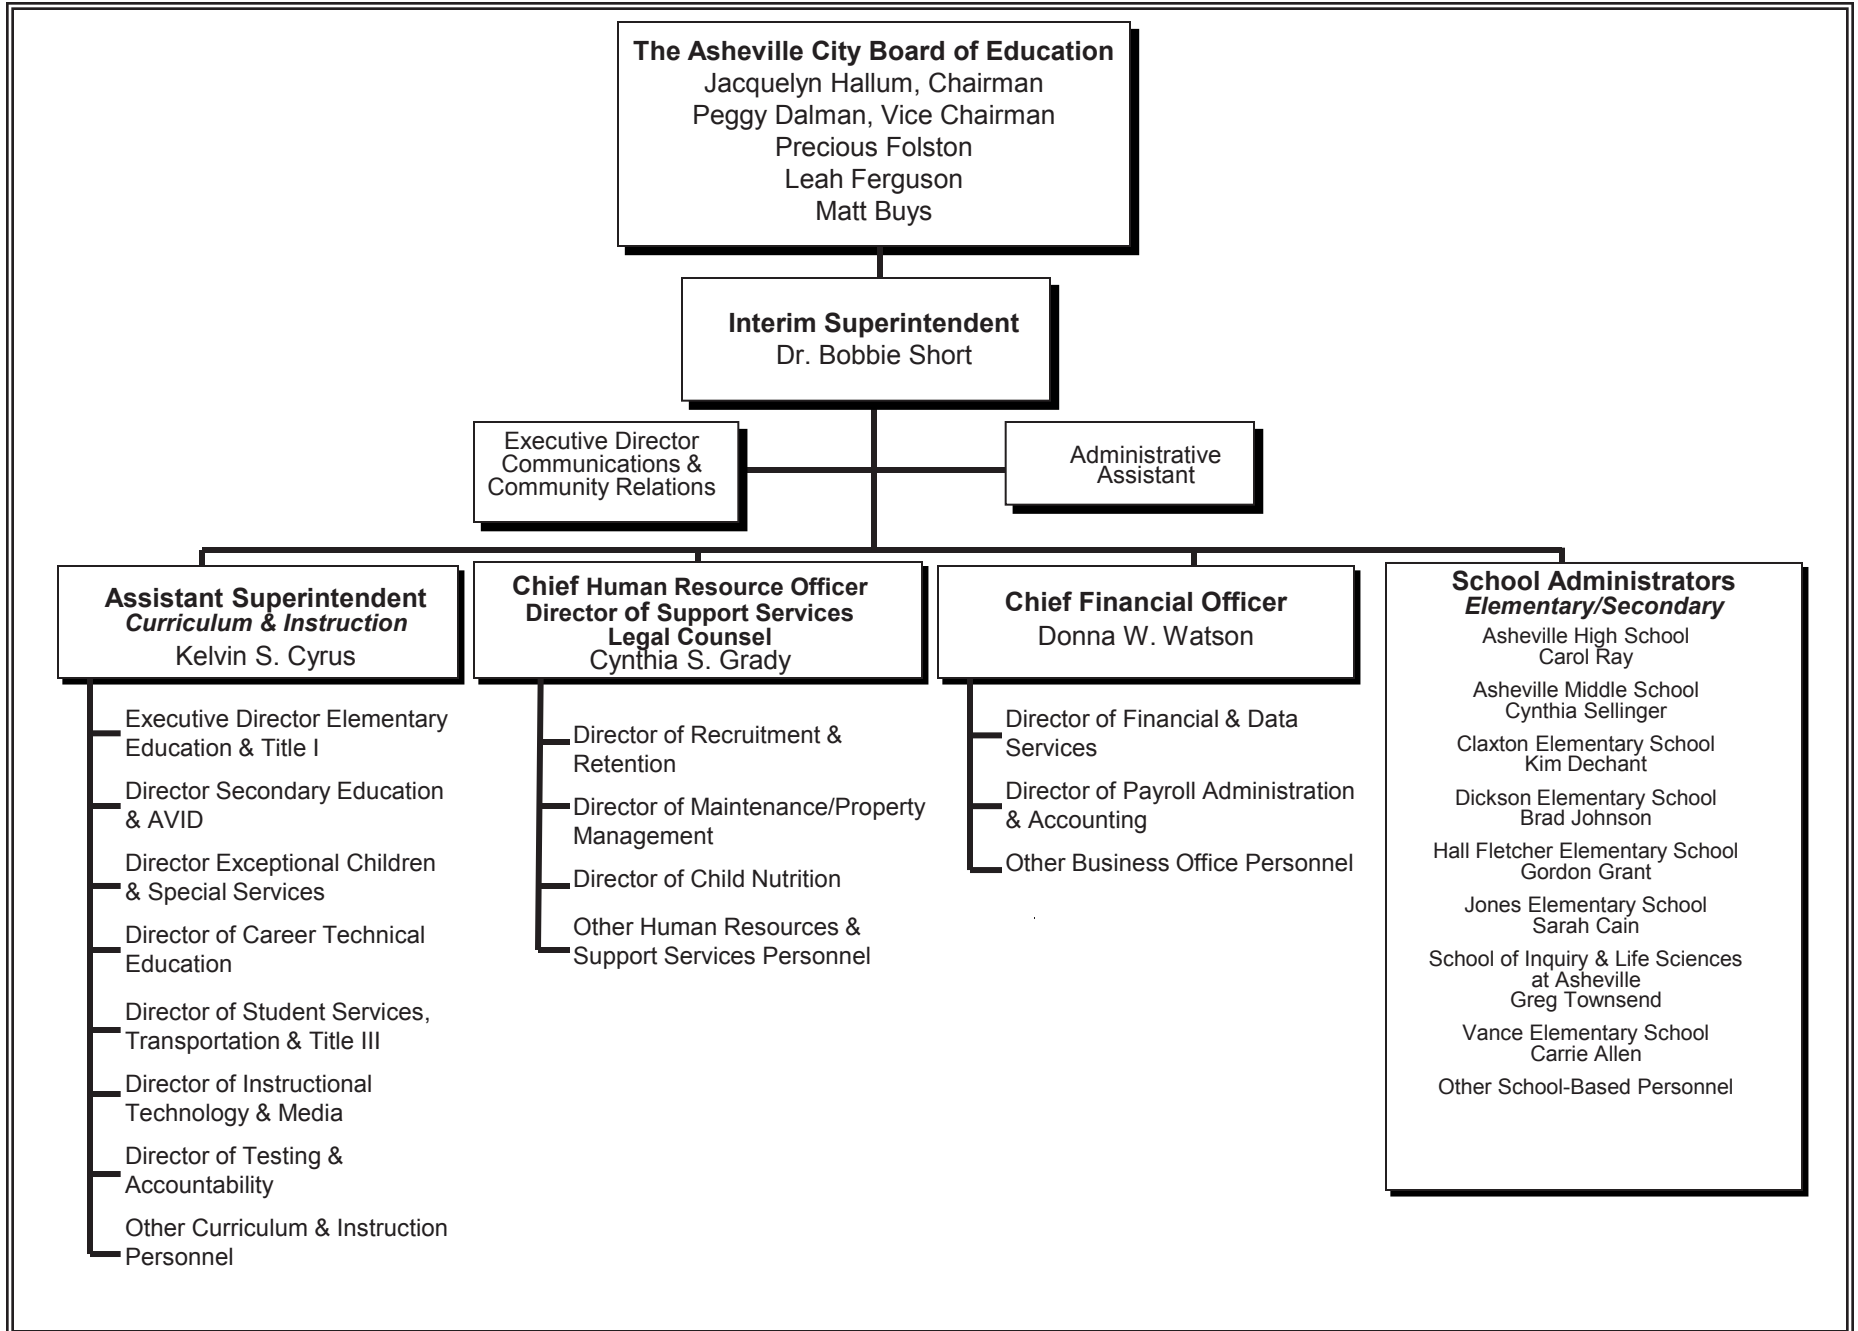 The Asheville City Board of Education
Jacquelyn Hallum, Chairman
Peggy Dalman, Vice Chairman
Precious Folston
Leah Ferguson
Matt Buys
Interim Superintendent
Dr. Bobbie Short
Executive Director
Communications &
Community Relations
Administrative
Assistant
Assistant Superintendent
Curriculum & Instruction
Kelvin S. Cyrus
Executive Director Elementary
Education & Title I
Director Secondary Education
& AVID
Director Exceptional Children
& Special Services
Director of Career Technical
Education
Director of Student Services,
Transportation & Title III
Director of Instructional
Technology & Media
Director of Testing &
Accountability
Other Curriculum & Instruction
Personnel
Chief Human Resource Officer
Director of Support Services
Legal Counsel
Cynthia S. Grady
Director of Recruitment &
Retention
Director of Maintenance/Property
Management
Director of Child Nutrition
Other Human Resources &
Support Services Personnel
Chief Financial Officer
Donna W. Watson
Director of Financial & Data
Services
Director of Payroll Administration
& Accounting
Other Business Office Personnel
School Administrators
Elementary/Secondary
Asheville High School
Carol Ray
Asheville Middle School
Cynthia Sellinger
Claxton Elementary School
Kim Dechant
Dickson Elementary School
Brad Johnson
Hall Fletcher Elementary School
Gordon Grant
Jones Elementary School
Sarah Cain
School of Inquiry & Life Sciences
at Asheville
Greg Townsend
Vance Elementary School
Carrie Allen
Other School-Based Personnel